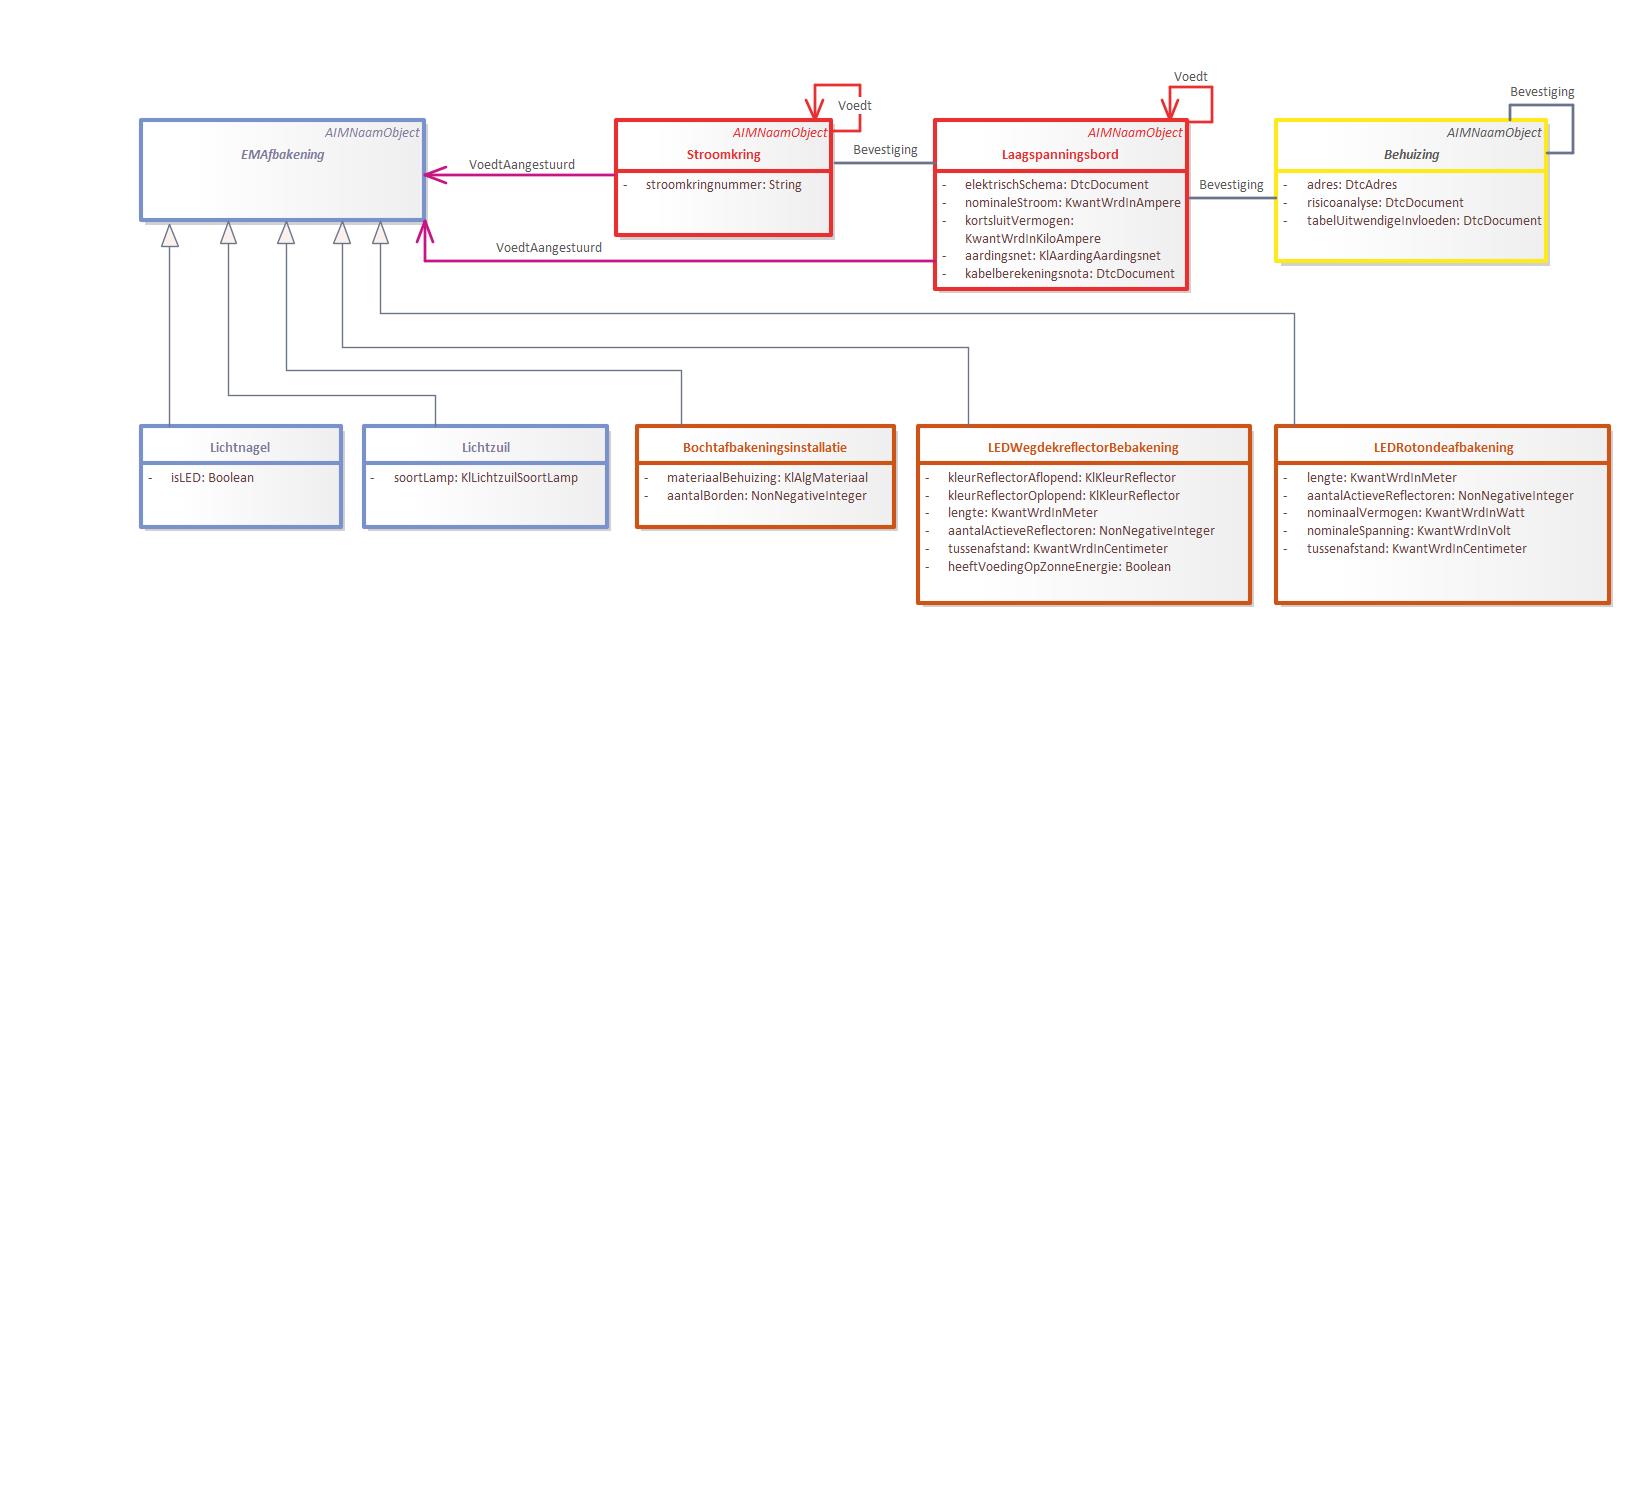 Voedt
Bevestiging
Voedt
AIMNaamObject
EMAfbakening
VoedtAangestuurd
AIMNaamObject
Stroomkring
- stroomkringnummer: String
Bevestiging
AIMNaamObject
Laagspanningsbord
- elektrischSchema: DtcDocument
- nominaleStroom: KwantWrdInAmpere
- kortsluitVermogen:
KwantWrdInKiloAmpere
- aardingsnet: KlAardingAardingsnet
- kabelberekeningsnota: DtcDocument
Bevestiging
AIMNaamObject
Behuizing
- adres: DtcAdres
- risicoanalyse: DtcDocument
- tabelUitwendigeInvloeden: DtcDocument
VoedtAangestuurd
Lichtnagel
- isLED: Boolean
Lichtzuil
- soortLamp: KlLichtzuilSoortLamp
Bochtafbakeningsinstallatie
- materiaalBehuizing: KlAlgMateriaal
- aantalBorden: NonNegativeInteger
LEDWegdekreflectorBebakening
- kleurReflectorAflopend: KlKleurReflector
- kleurReflectorOplopend: KlKleurReflector
- lengte: KwantWrdInMeter
- aantalActieveReflectoren: NonNegativeInteger
- tussenafstand: KwantWrdInCentimeter
- heeftVoedingOpZonneEnergie: Boolean
LEDRotondeafbakening
- lengte: KwantWrdInMeter
- aantalActieveReflectoren: NonNegativeInteger
- nominaalVermogen: KwantWrdInWatt
- nominaleSpanning: KwantWrdInVolt
- tussenafstand: KwantWrdInCentimeter